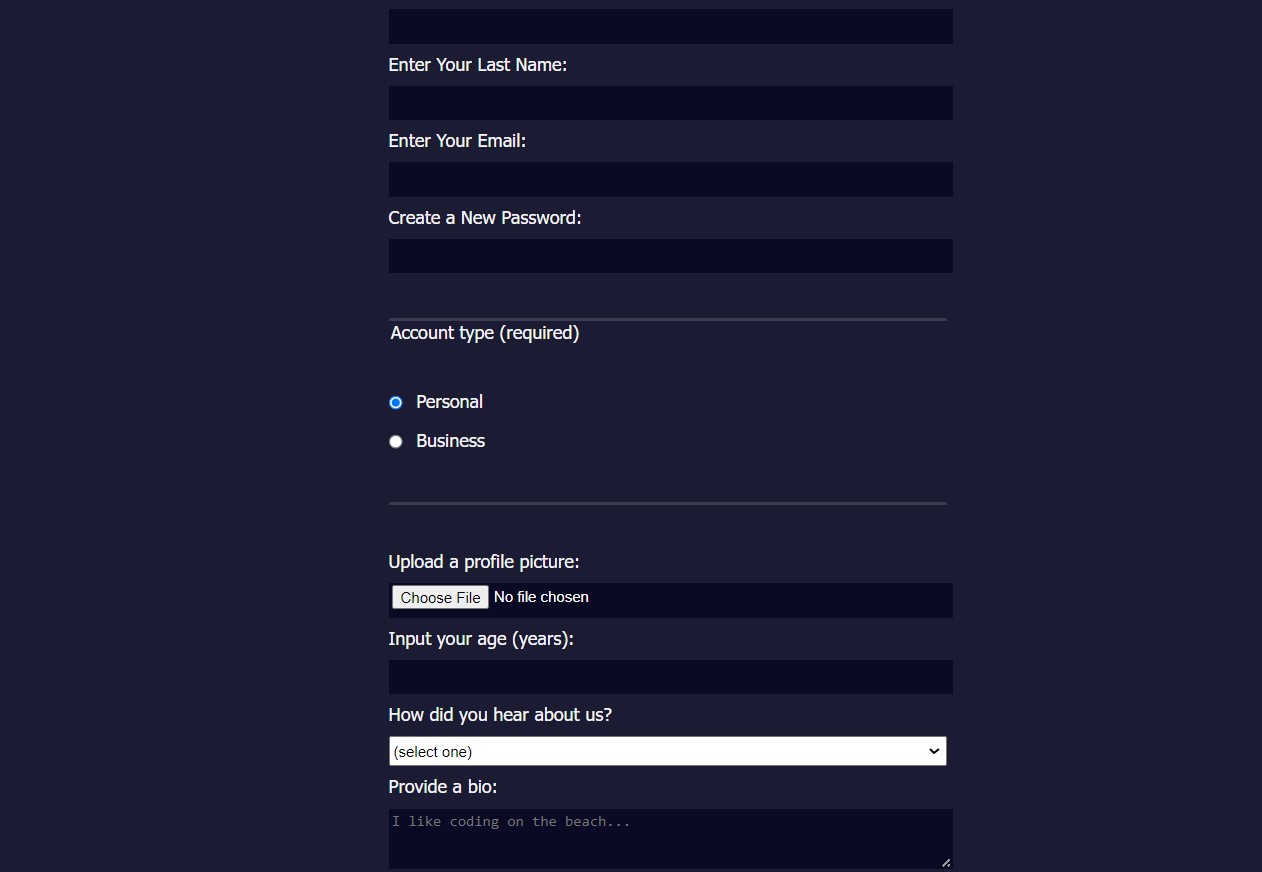 Enter Your Last Name:
Enter Your Email:
Create a New Password:
Account type (required)
Personal
Business
Upload a profile picture:
Choose File No file chosen
Input your age (years):
How did you hear about us?
(select one)
Provide a bio:
I like coding on the beach...